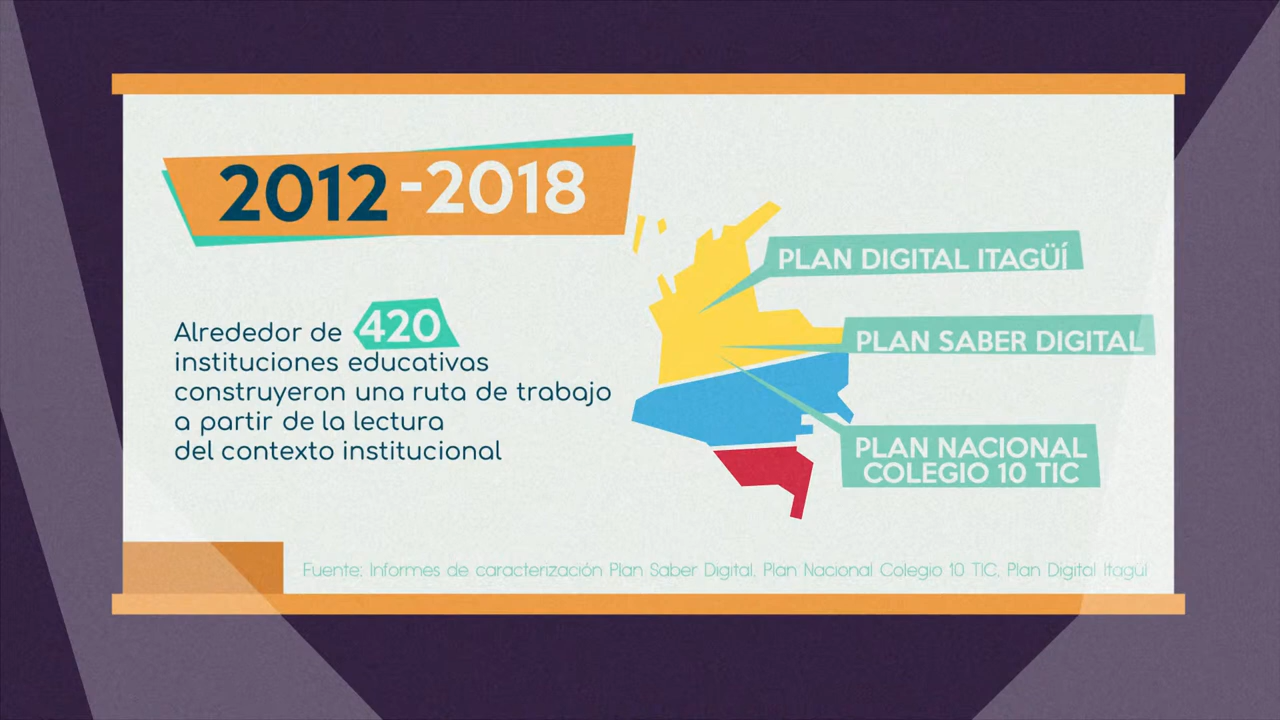 2012 -2018
Alrededor de 420
instituciones educativas
construyeron una ruta de trabajo
a partir de la lectura
del contexto institucional
PLAN DIGITAL ITAGÜÍ
PLAN SABER DIGITAL
PLAN NACIONAL
COLEGIO 10 TIC
Fuente: Informes de caracterización Plan Saber Digital, Plan Nacional Colegio 10 TIC, Plan Digital Itagüí